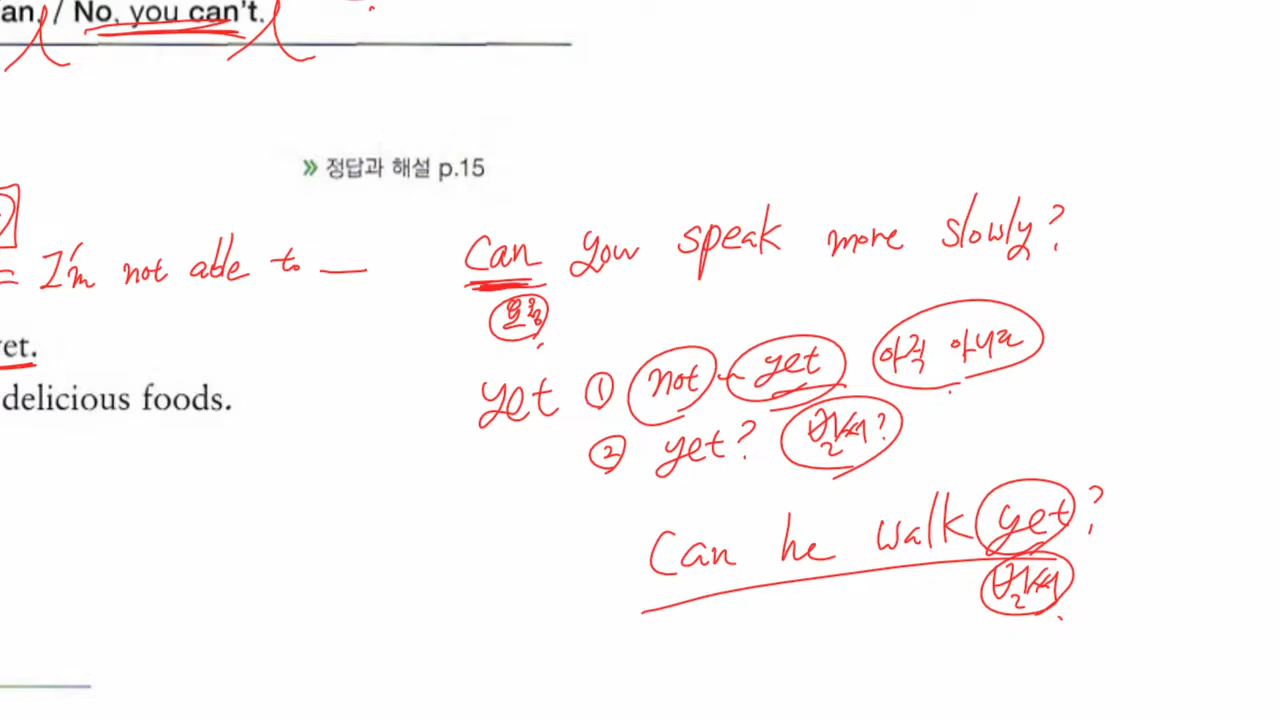 an. / No, you can't.
» 정답과 해설 p.15
= I'm not able to __
Can you speak more slowly?
요청
yet.
delicious foods.
yet ① not ~ yet 아직 아니다
② yet? 벌써?
Can he walk yet?
벌써